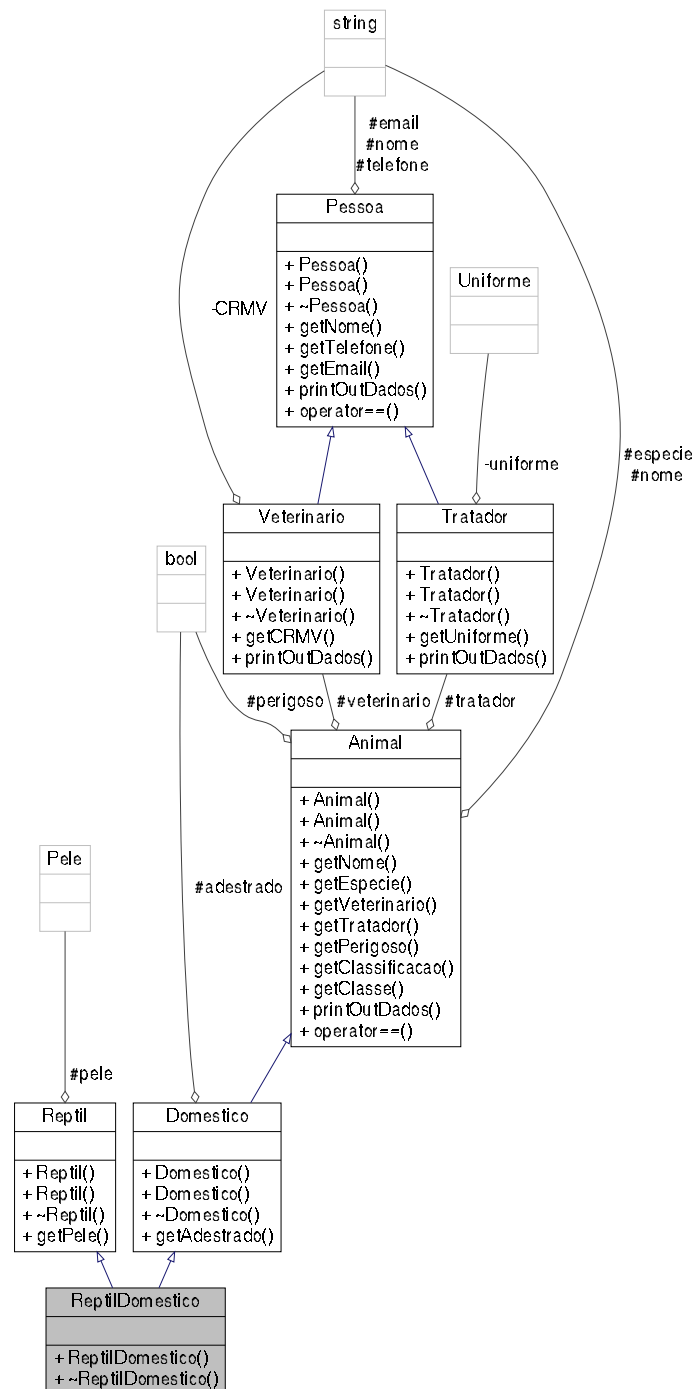 string
#email
#nome
#telefone
Pessoa
+ Pessoa()
+ Pessoa()
+ ~Pessoa()
+ getNome()
+ getTelefone()
+ getEmail()
+ printOutDados()
+ operator==()
Uniforme
-CRMV
-uniforme
#especie
#nome
Veterinario
+ Veterinario()
+ Veterinario()
+ ~Veterinario()
+ getCRMV()
+ printOutDados()
Tratador
+ Tratador()
+ Tratador()
+ ~Tratador()
+ getUniforme()
+ printOutDados()
bool
#perigoso
#veterinario
#tratador
Animal
+ Animal()
+ Animal()
+ ~Animal()
+ getNome()
+ getEspecie()
+ getVeterinario()
+ getTratador()
+ getPerigoso()
+ getClassificacao()
+ getClasse()
+ printOutDados()
+ operator==()
Pele
#adestrado
#pele
Reptil
+ Reptil()
+ Reptil()
+ ~Reptil()
+ getPele()
Domestico
+ Domestico()
+ Domestico()
+ ~Domestico()
+ getAdestrado()
ReptilDomestico
+ ReptilDomestico()
+ ~ReptilDomestico()